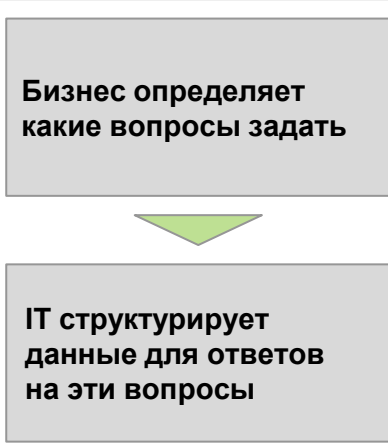 Бизнес определяет
какие вопросы задать
IT структурирует
данные для ответов
на эти вопросы